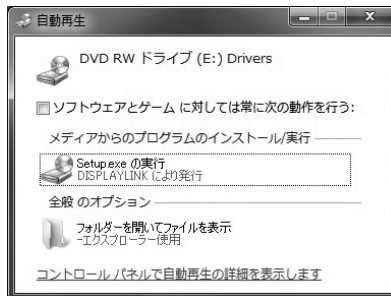 自動再生
DVD RW ドライブ (E:) Drivers
ソフトウェアとゲーム に対しては常に次の動作を行う:
メディアからのプログラムのインストール/実行
Setup.exe の実行
DISPLAYLINK により発行
全般 のオプション
フォルダーを開いてファイルを表示
-エクスプローラー使用
コントロール パネルで自動再生の詳細を表示します